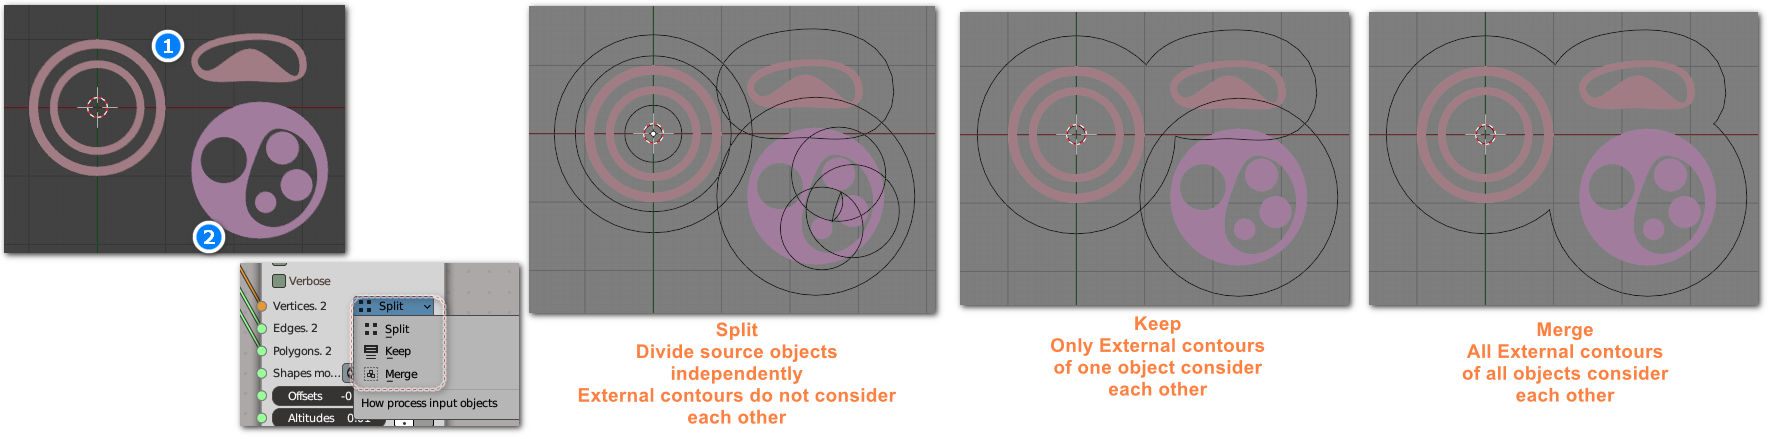 1
2
Verbose
Vertices. 2
Split
Edges. 2
Split
Polygons. 2
Keep
Shapes mo...
Merge
Offsets -0
How process input objects
Altitudes
Split
Divide source objects
independently
External contours do not consider
each other
Keep
Only External contours
of one object consider
each other
Merge
All External contours
of all objects consider
each other